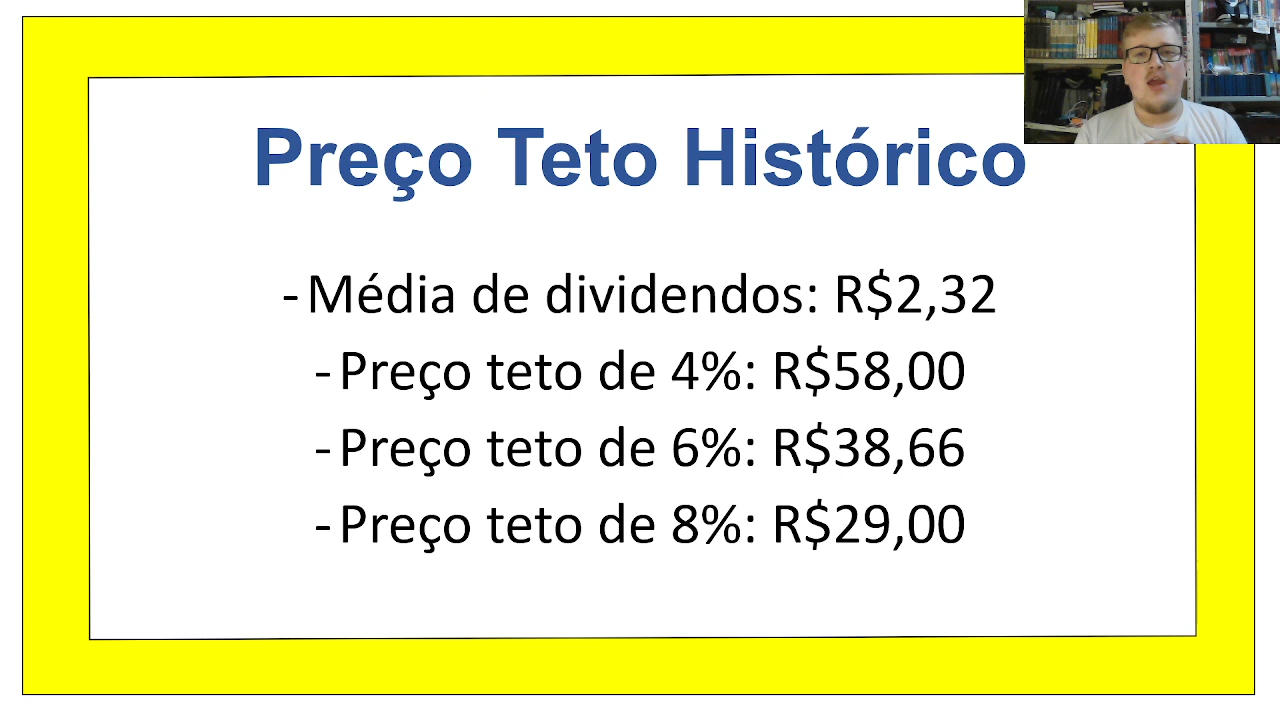 Preço Teto Histórico
- Média de dividendos: R$2,32
- Preço teto de 4%: R$58,00
- Preço teto de 6%: R$38,66
- Preço teto de 8%: R$29,00